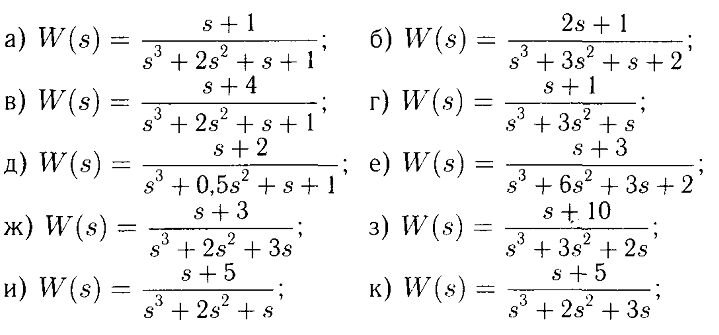 а) W(s) = (s + 1)/(s³ + 2s² + s + 1); б) W(s) = (2s + 1)/(s³ + 3s² + s + 2);
в) W(s) = (s + 4)/(s³ + 2s² + s + 1); г) W(s) = (s + 1)/(s³ + 3s² + s);
д) W(s) = (s + 2)/(s³ + 0,5s² + s + 1); е) W(s) = (s + 3)/(s³ + 6s² + 3s + 2);
ж) W(s) = (s + 3)/(s³ + 2s² + 3s); з) W(s) = (s + 10)/(s³ + 3s² + 2s);
и) W(s) = (s + 5)/(s³ + 2s² + s); к) W(s) = (s + 5)/(s³ + 2s² + 3s);